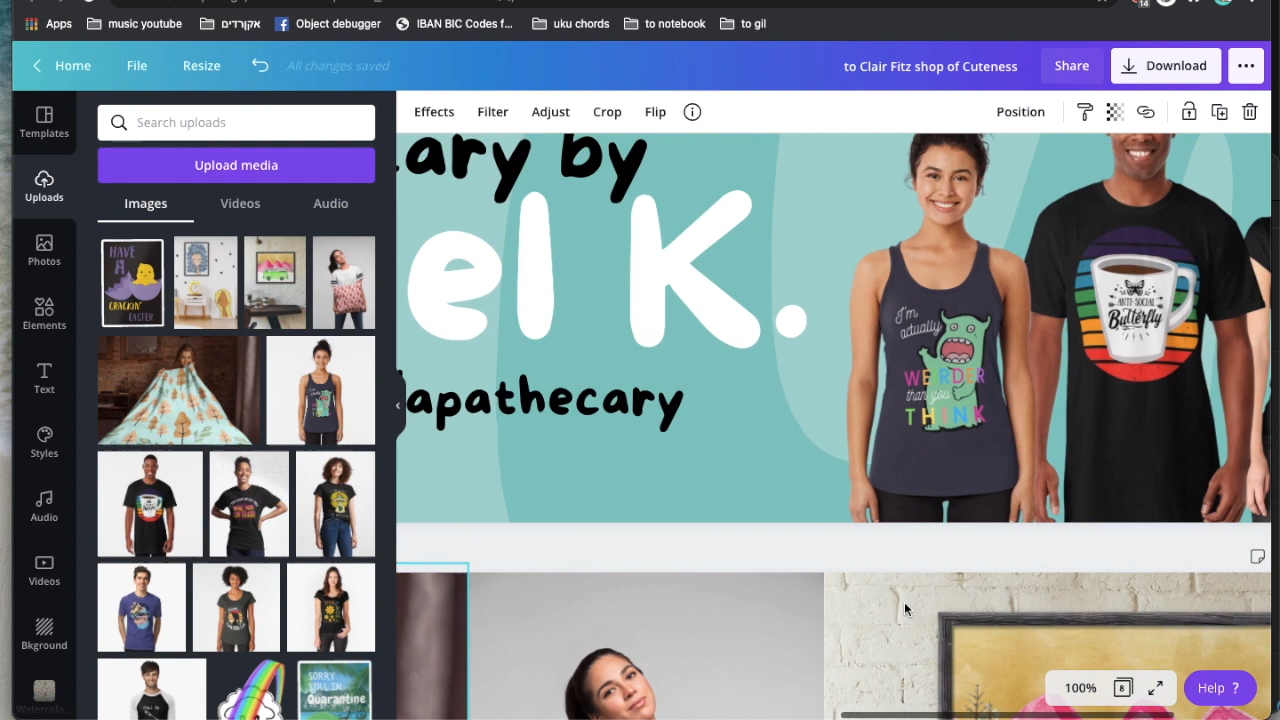 14
Apps
music youtube
אקורדים
Object debugger
IBAN BIC Codes f...
uku chords
to notebook
to gil
Home
File
Resize
All changes saved
to Clair Fitz shop of Cuteness
Share
Download
Templates
Search uploads
Effects
Filter
Adjust
Crop
Flip
Position
Upload media
Uploads
Images
Videos
Audio
Photos
Elements
Text
Styles
Audio
Videos
Bkground
HAVE
A
CRACKIN'
EASTER
SORRY
STILL IN
Quarantine
ary by
el K.
apathecary
I'm
actually
WEIRDER
than you
THINK
ANTI-SOCIAL
Butterfly
100%
8
Help ?